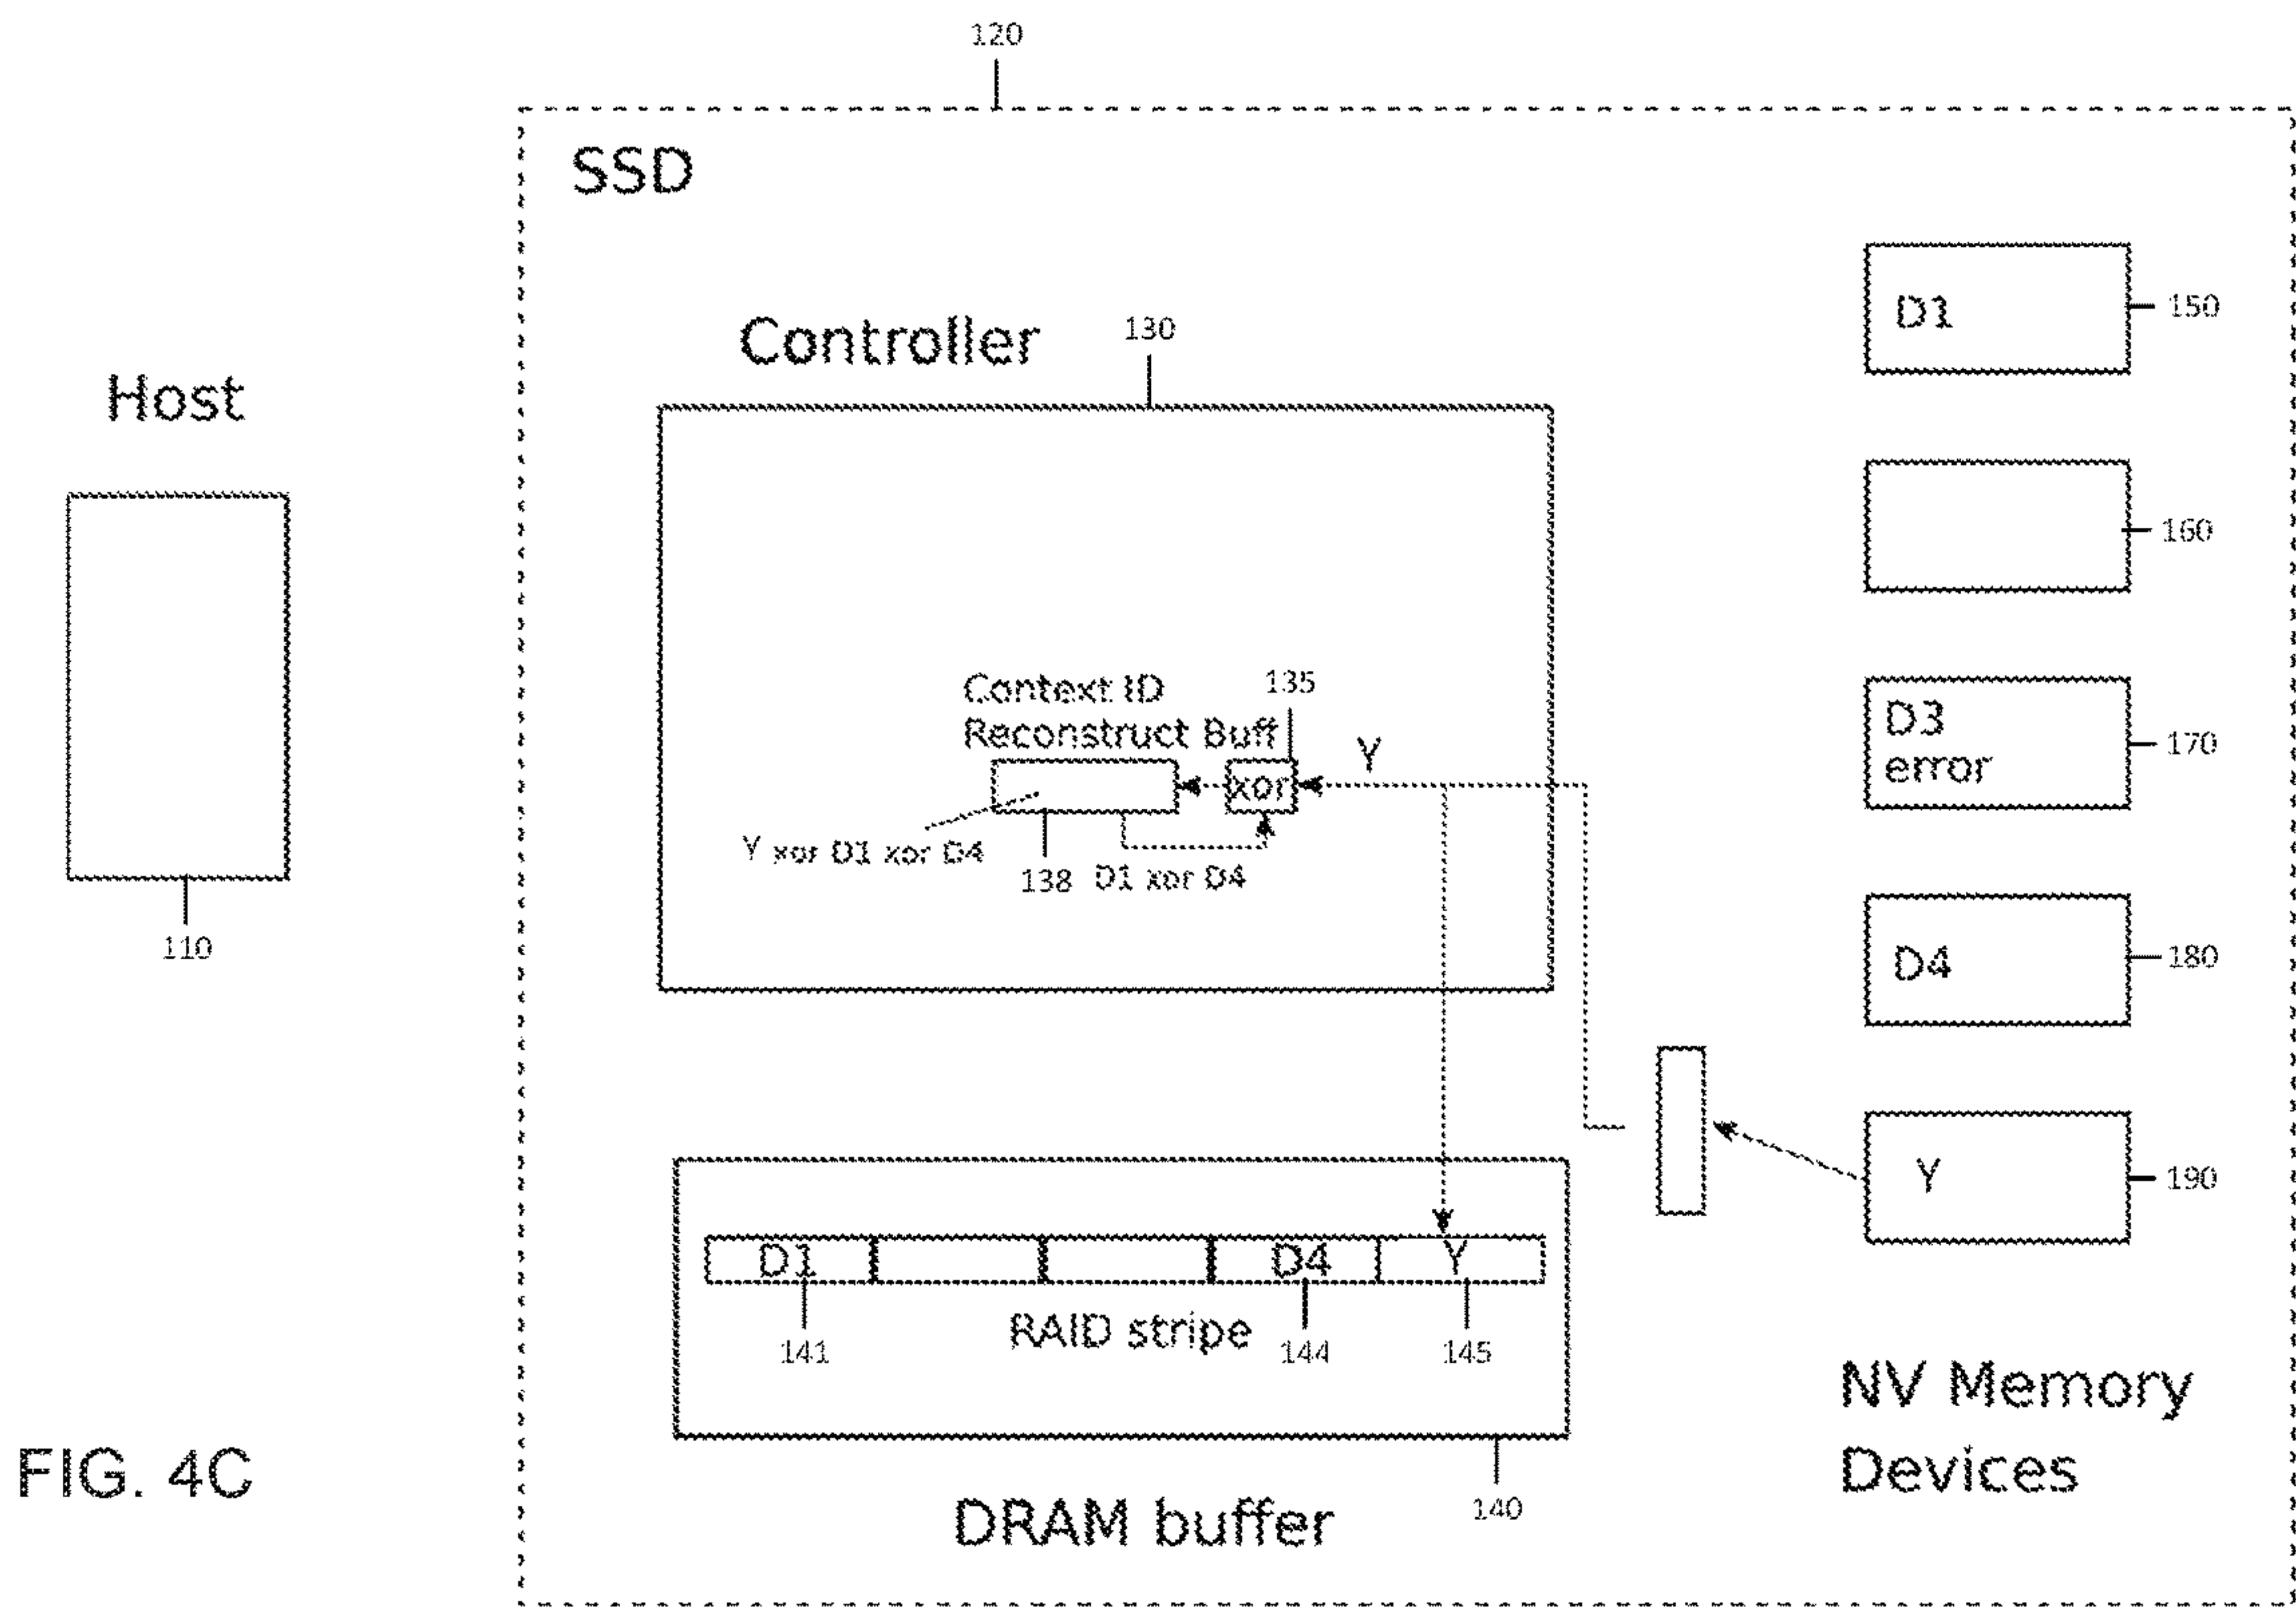 120
SSD
D1
150
Controller
130
Host
160
Context ID
Reconstruct Buff
135
D3
error
170
xor
Y
Y xor D1 xor D4
138
D1 xor D4
110
D4
180
Y
190
D1
D4
Y
RAID stripe
141
144
145
NV Memory
Devices
FIG. 4C
DRAM buffer
140